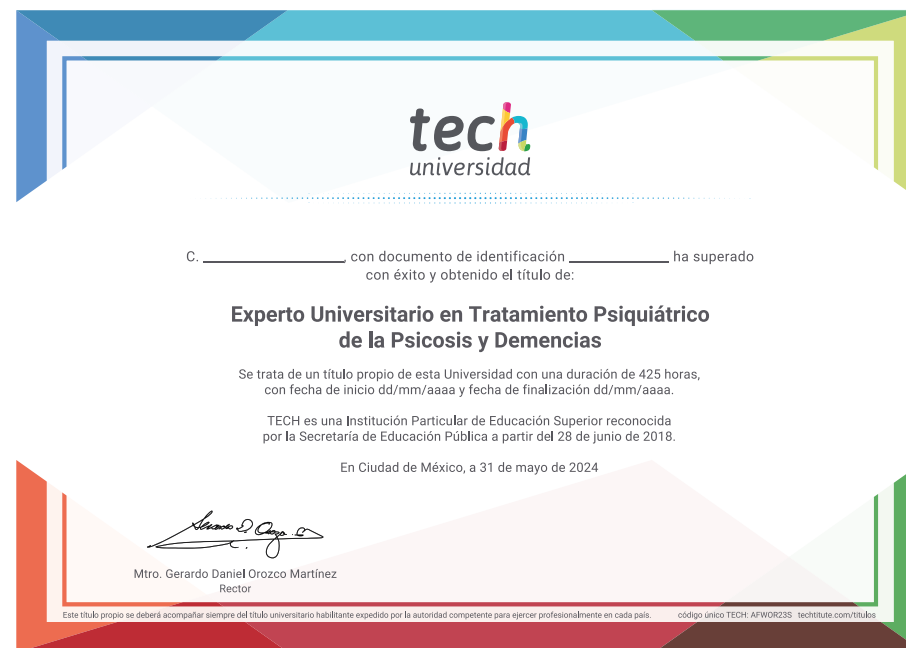 tech
universidad
C. ____________________, con documento de identificación ______________ ha superado
con éxito y obtenido el título de:
Experto Universitario en Tratamiento Psiquiátrico
de la Psicosis y Demencias
Se trata de un título propio de esta Universidad con una duración de 425 horas,
con fecha de inicio dd/mm/aaaa y fecha de finalización dd/mm/aaaa.
TECH es una Institución Particular de Educación Superior reconocida
por la Secretaría de Educación Pública a partir del 28 de junio de 2018.
En Ciudad de México, a 31 de mayo de 2024
Mtro. Gerardo Daniel Orozco Martínez
Rector
Este título propio se deberá acompañar siempre del título universitario habilitante expedido por la autoridad competente para ejercer profesionalmente en cada país. código único TECH: AFWOR23S techtitute.com/titulos